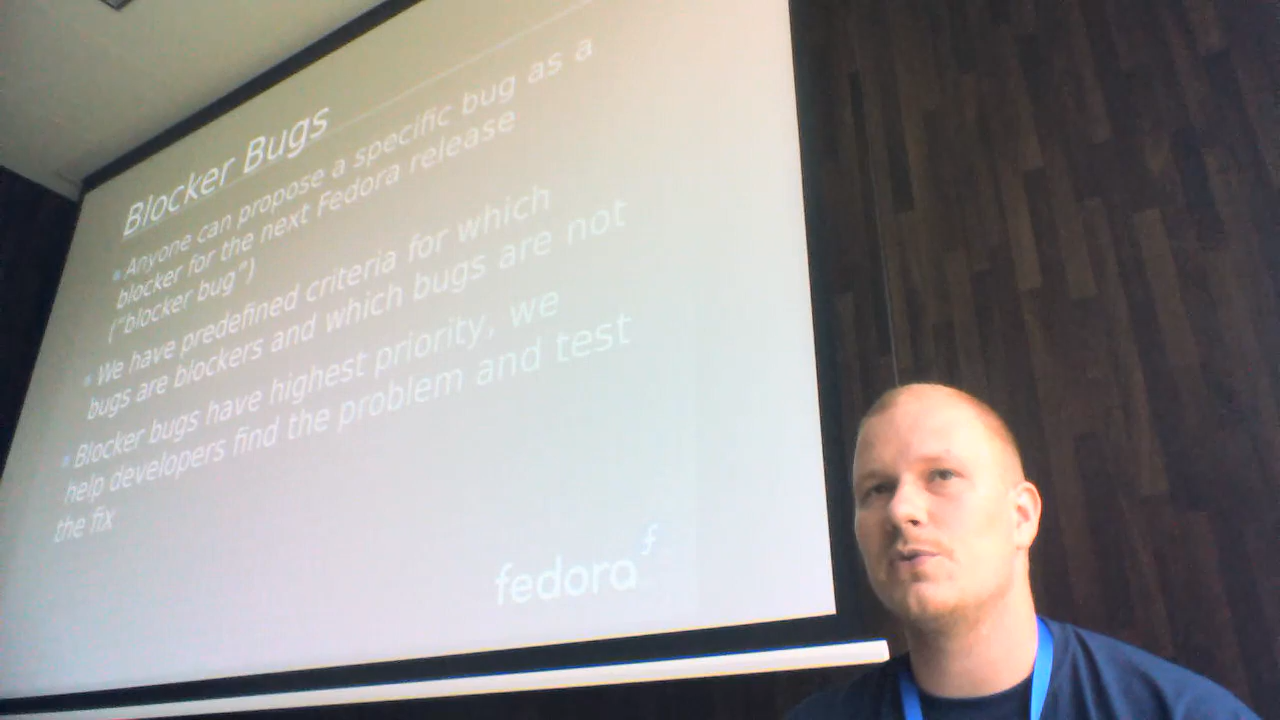 Blocker Bugs
Anyone can propose a specific bug as a
blocker for the next Fedora release
("blocker bug")
We have predefined criteria for which
bugs are blockers and which bugs are not
Blocker bugs have highest priority, we
help developers find the problem and test
the fix
fedora f